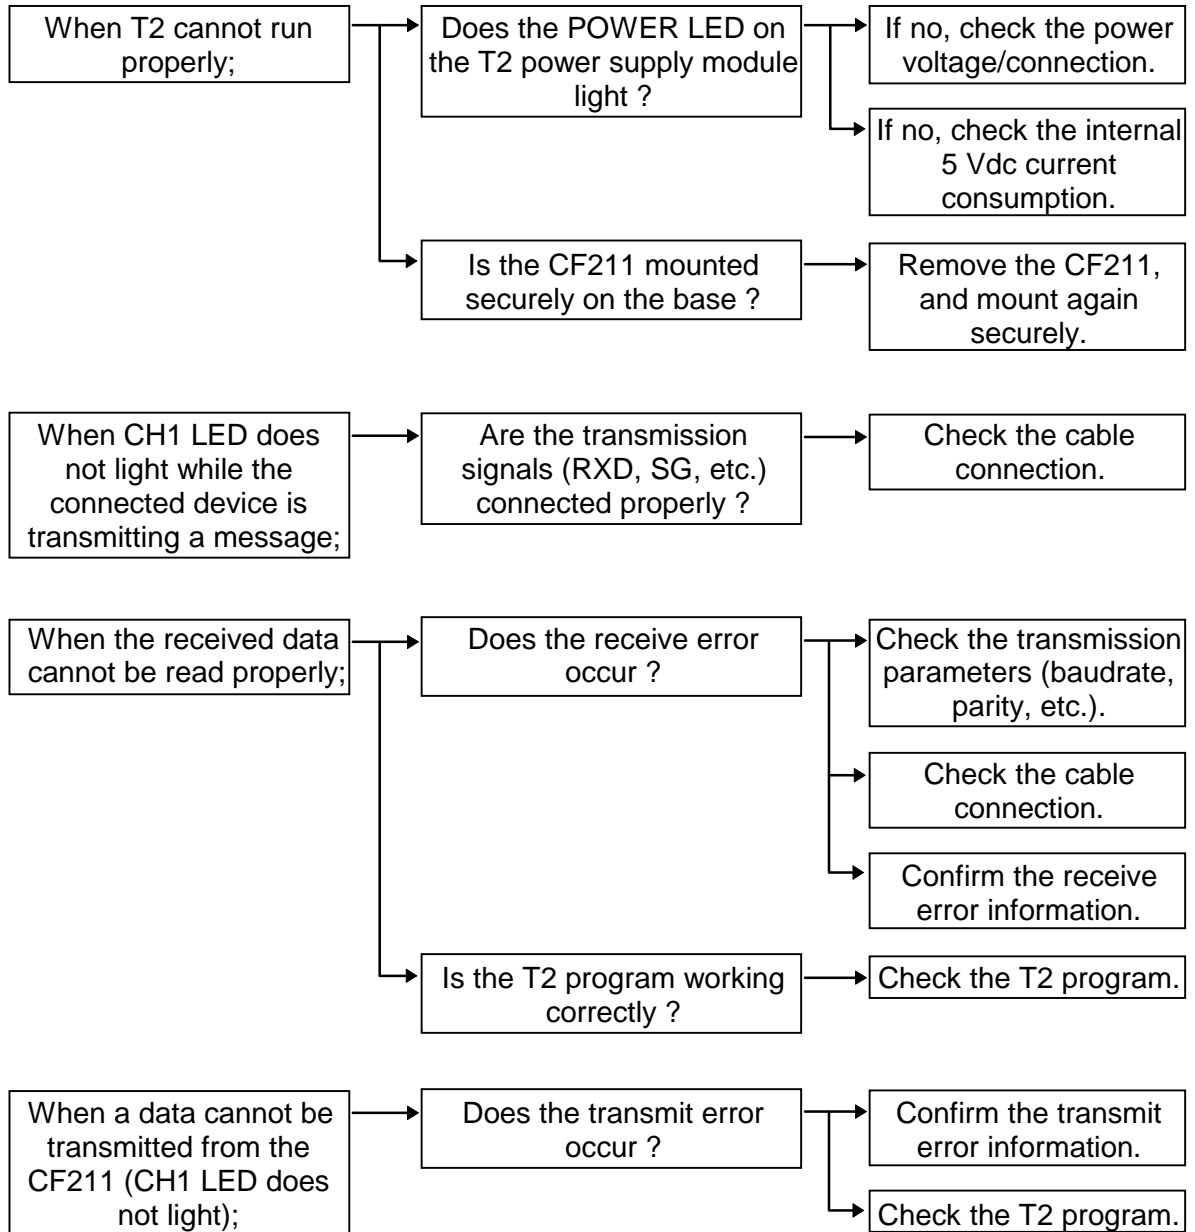 When T2 cannot run
properly;
Does the POWER LED on
the T2 power supply module
light ?
If no, check the power
voltage/connection.
If no, check the internal
5 Vdc current
consumption.
Is the CF211 mounted
securely on the base ?
Remove the CF211,
and mount again
securely.
When CH1 LED does
not light while the
connected device is
transmitting a message;
Are the transmission
signals (RXD, SG, etc.)
connected properly ?
Check the cable
connection.
When the received data
cannot be read properly;
Does the receive error
occur ?
Check the transmission
parameters (baudrate,
parity, etc.).
Check the cable
connection.
Confirm the receive
error information.
Is the T2 program working
correctly ?
Check the T2 program.
When a data cannot be
transmitted from the
CF211 (CH1 LED does
not light);
Does the transmit error
occur ?
Confirm the transmit
error information.
Check the T2 program.